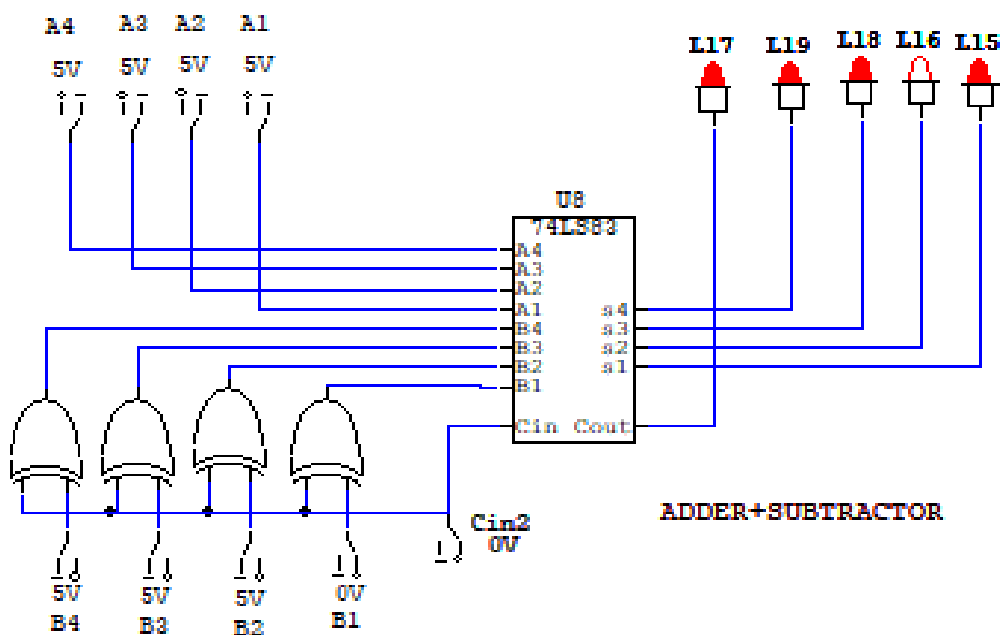 A4 A3 A2 A1
5V 5V 5V 5V
L17 L19 L18 L16 L15
U8
74LS83
A4
A3
A2
A1 s4
B4 s3
B3 s2
B2 s1
B1
Cin Cout
Cin2
0V
ADDER+SUBTRACTOR
5V 5V 5V 0V
B4 B3 B2 B1